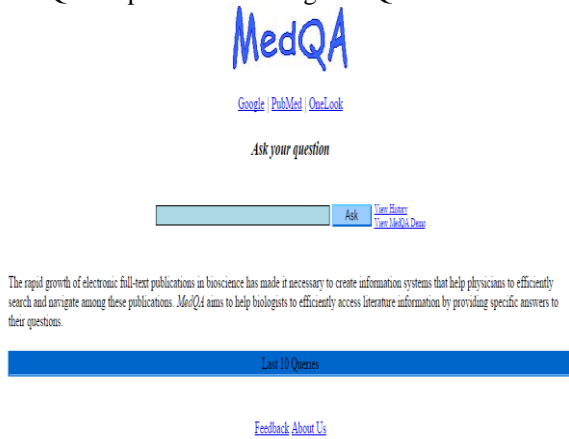 MedQA
Google | PubMed | OneLook
Ask your question
Ask
View History
View MedQA Demo
The rapid growth of electronic full-text publications in bioscience has made it necessary to create information systems that help physicians to efficiently
search and navigate among these publications. MedQA aims to help biologists to efficiently access literature information by providing specific answers to
their questions.
Last 10 Queries
Feedback About Us